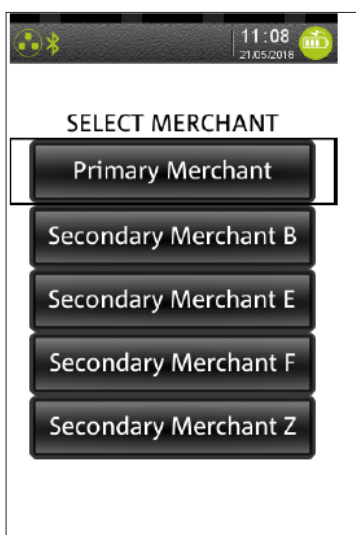 11:08
21.05.2018
SELECT MERCHANT
Primary Merchant
Secondary Merchant B
Secondary Merchant E
Secondary Merchant F
Secondary Merchant Z